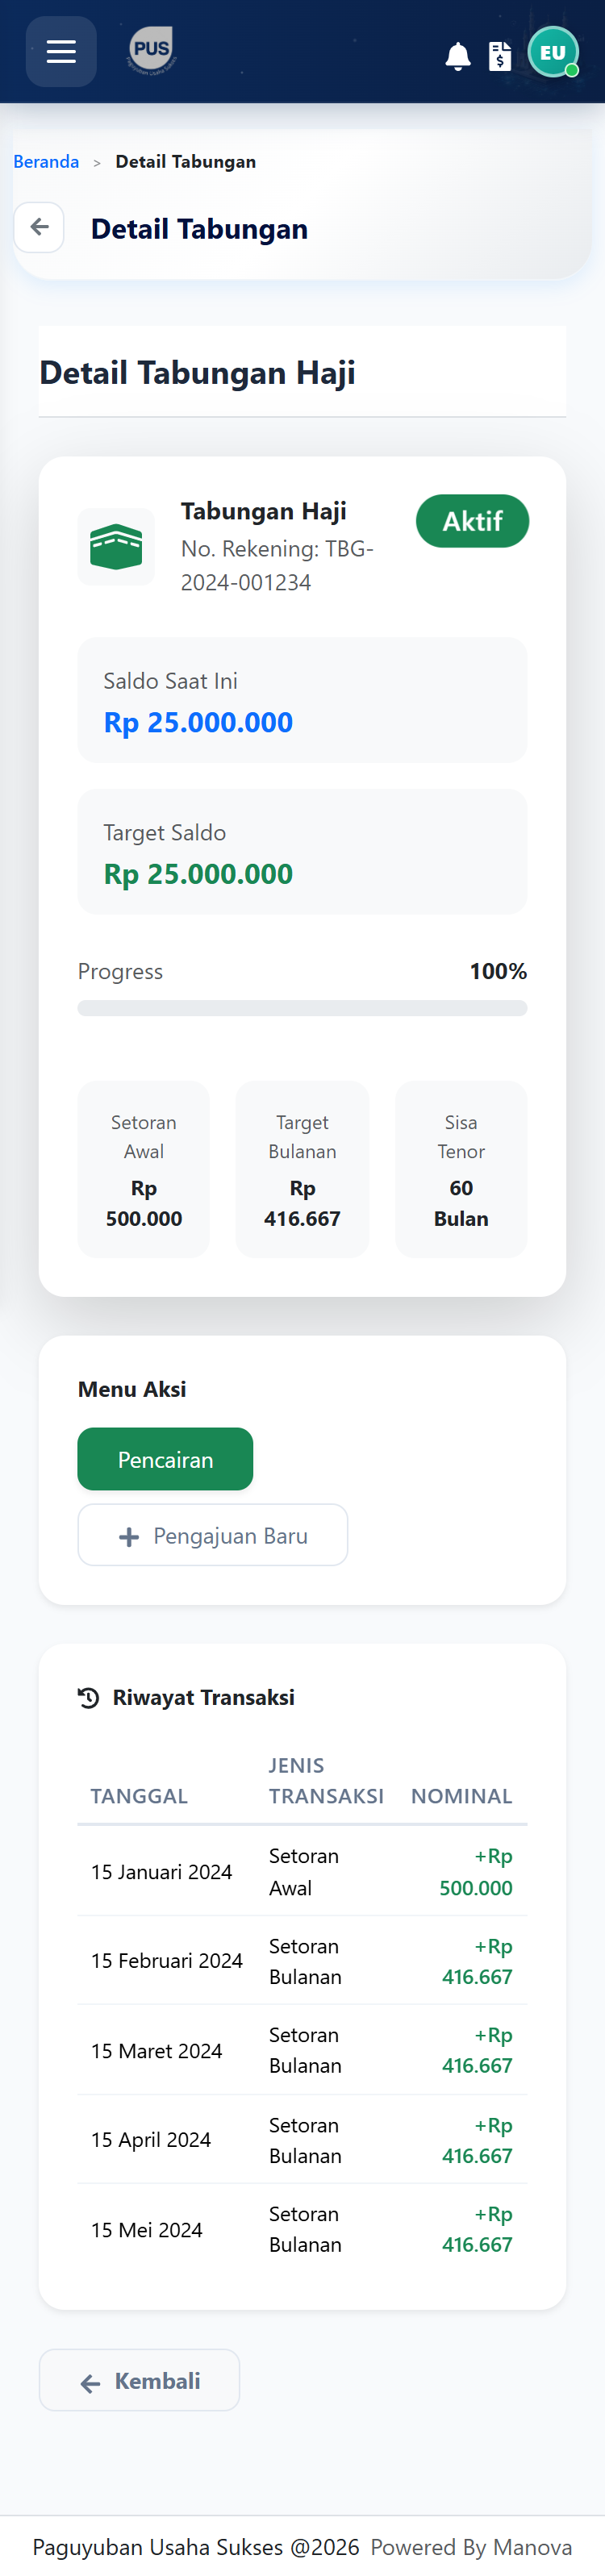 PUS
Paguyuban Usaha Sukses
EU
Beranda > Detail Tabungan
Detail Tabungan
Detail Tabungan Haji
Tabungan Haji
No. Rekening: TBG-
2024-001234
Aktif
Saldo Saat Ini
Rp 25.000.000
Target Saldo
Rp 25.000.000
Progress 100%
Setoran
Awal
Rp
500.000
Target
Bulanan
Rp
416.667
Sisa
Tenor
60
Bulan
Menu Aksi
Pencairan
Pengajuan Baru
Riwayat Transaksi
TANGGAL JENIS TRANSAKSI NOMINAL
15 Januari 2024 Setoran Awal +Rp 500.000
15 Februari 2024 Setoran Bulanan +Rp 416.667
15 Maret 2024 Setoran Bulanan +Rp 416.667
15 April 2024 Setoran Bulanan +Rp 416.667
15 Mei 2024 Setoran Bulanan +Rp 416.667
Kembali
Paguyuban Usaha Sukses @2026 Powered By Manova